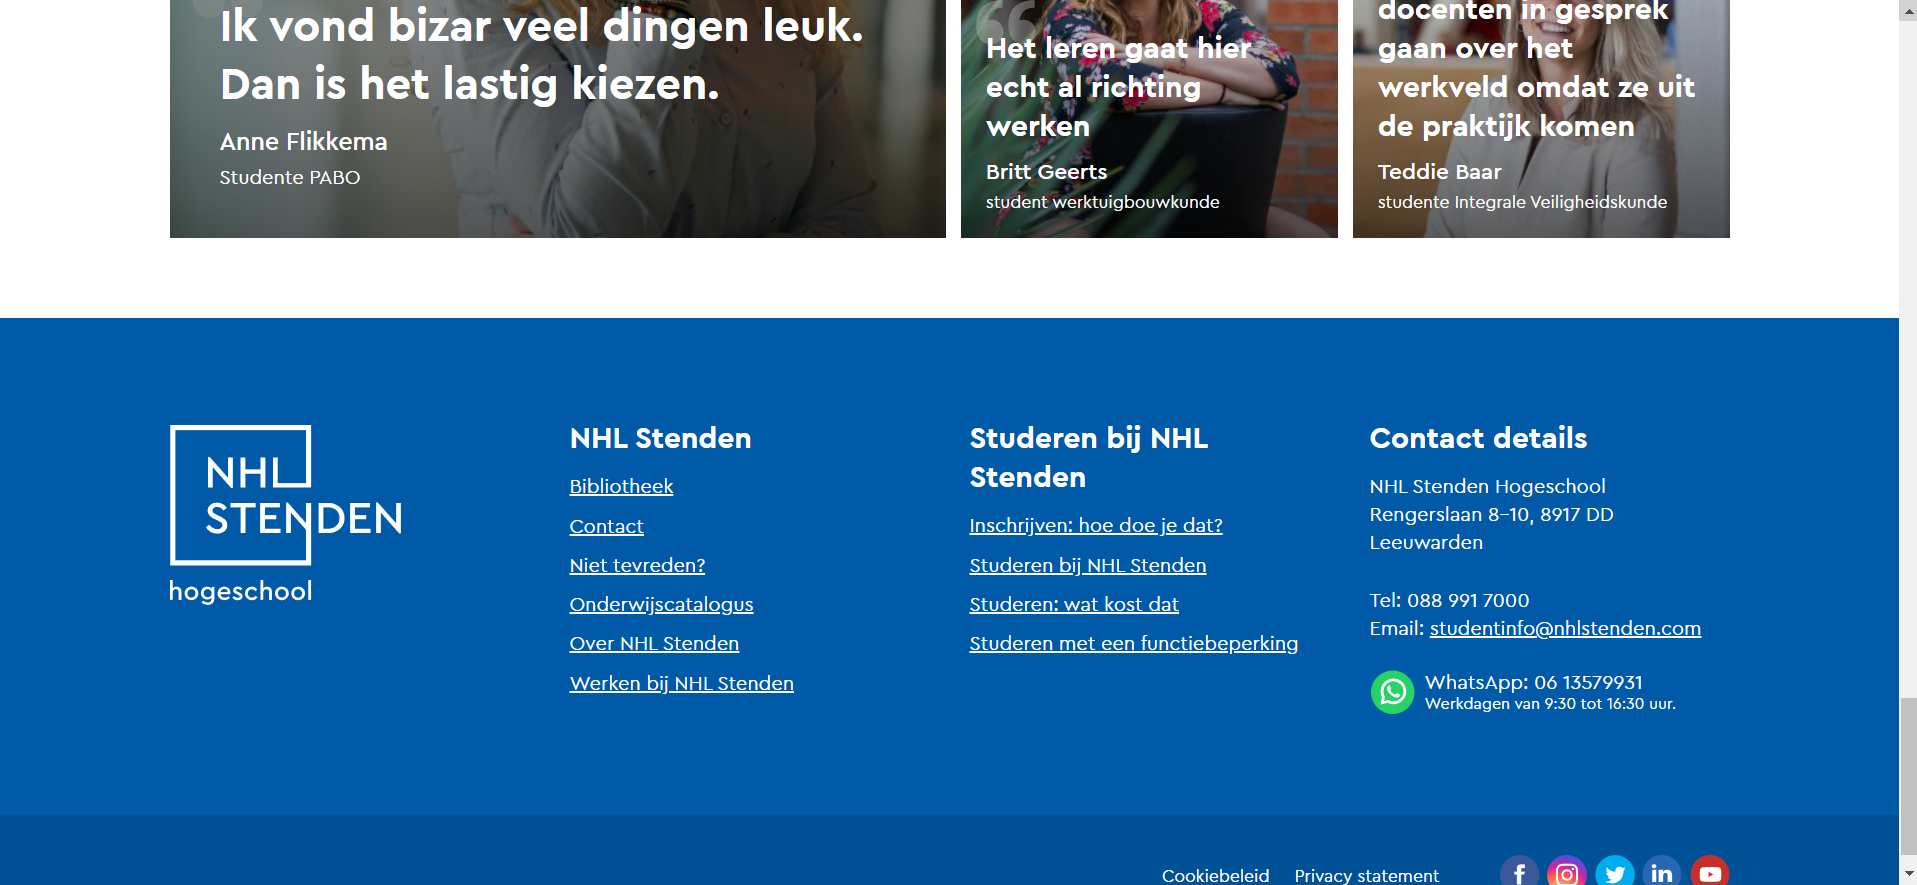 Ik vond bizar veel dingen leuk.
Dan is het lastig kiezen.
Anne Flikkema
Studente PABO
Het leren gaat hier
echt al richting
werken
Britt Geerts
student werktuigbouwkunde
docenten in gesprek
gaan over het
werkveld omdat ze uit
de praktijk komen
Teddie Baar
studente Integrale Veiligheidskunde
NHL
STENDEN
hogeschool
NHL Stenden
Bibliotheek
Contact
Niet tevreden?
Onderwijscatalogus
Over NHL Stenden
Werken bij NHL Stenden
Studeren bij NHL
Stenden
Inschrijven: hoe doe je dat?
Studeren bij NHL Stenden
Studeren: wat kost dat
Studeren met een functiebeperking
Contact details
NHL Stenden Hogeschool
Rengerslaan 8-10, 8917 DD
Leeuwarden
Tel: 088 991 7000
Email: studentinfo@nhlstenden.com
WhatsApp: 06 13579931
Werkdagen van 9:30 tot 16:30 uur.
Cookiebeleid
Privacy statement